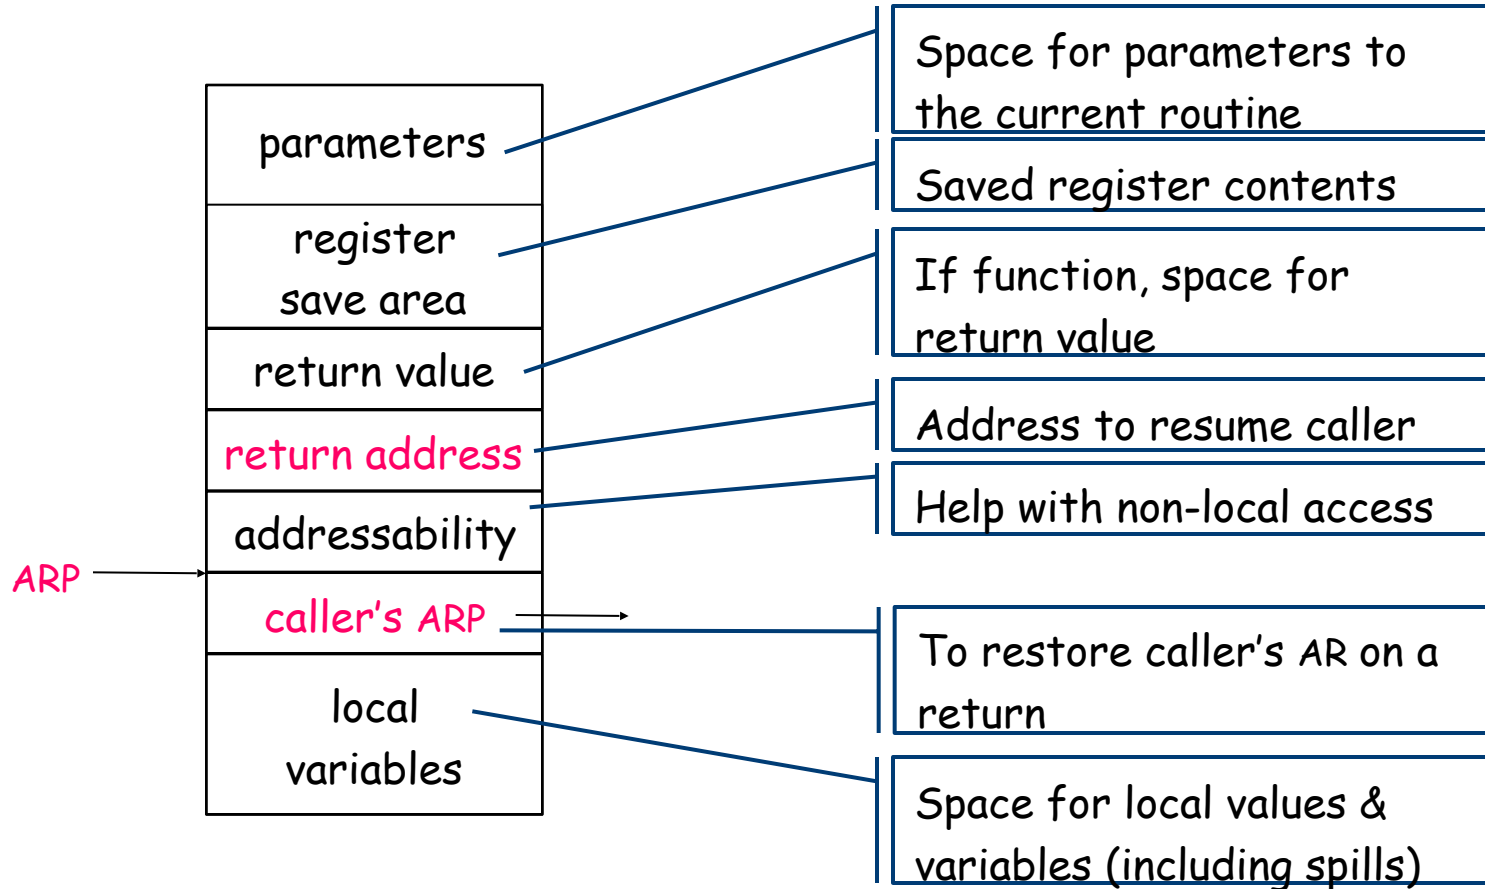 parameters
register
save area
return value
return address
addressability
ARP
caller's ARP
local
variables
Space for parameters to
the current routine
Saved register contents
If function, space for
return value
Address to resume caller
Help with non-local access
To restore caller's AR on a
return
Space for local values &
variables (including spills)